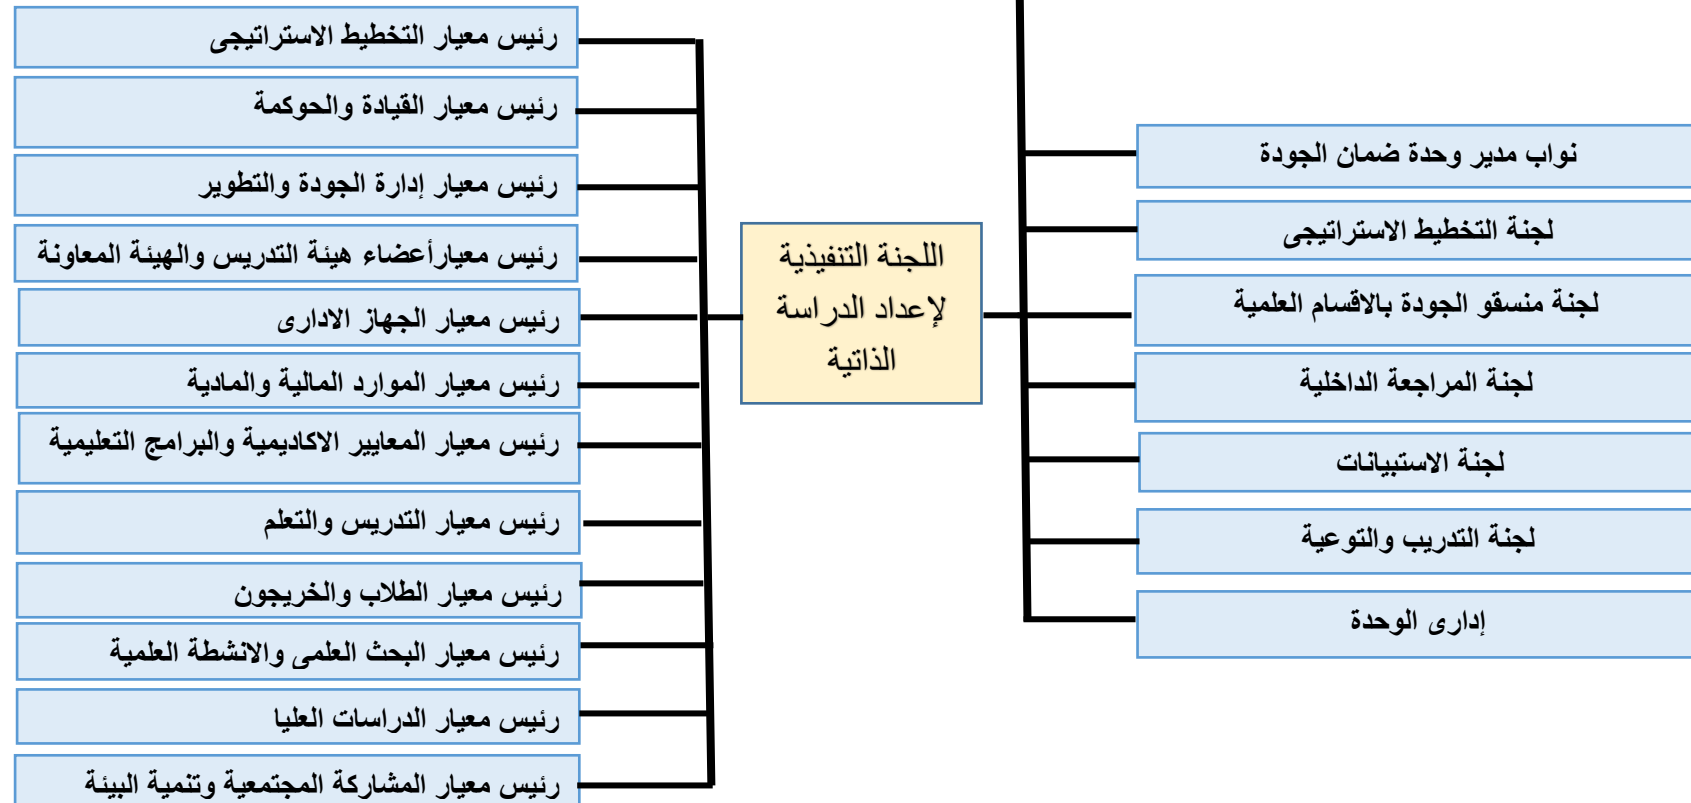 نواب مدير وحدة ضمان الجودة
لجنة التخطيط الاستراتيجى
لجنة منسقو الجودة بالاقسام العلمية
لجنة المراجعة الداخلية
لجنة الاستبيانات
لجنة التدريب والتوعية
إدارى الوحدة
اللجنة التنفيذية
لإعداد الدراسة
الذاتية
رئيس معيار التخطيط الاستراتيجى
رئيس معيار القيادة والحوكمة
رئيس معيار إدارة الجودة والتطوير
رئيس معيارأعضاء هيئة التدريس والهيئة المعاونة
رئيس معيار الجهاز الادارى
رئيس معيار الموارد المالية والمادية
رئيس معيار المعايير الاكاديمية والبرامج التعليمية
رئيس معيار التدريس والتعلم
رئيس معيار الطلاب والخريجون
رئيس معيار البحث العلمى والانشطة العلمية
رئيس معيار الدراسات العليا
رئيس معيار المشاركة المجتمعية وتنمية البيئة